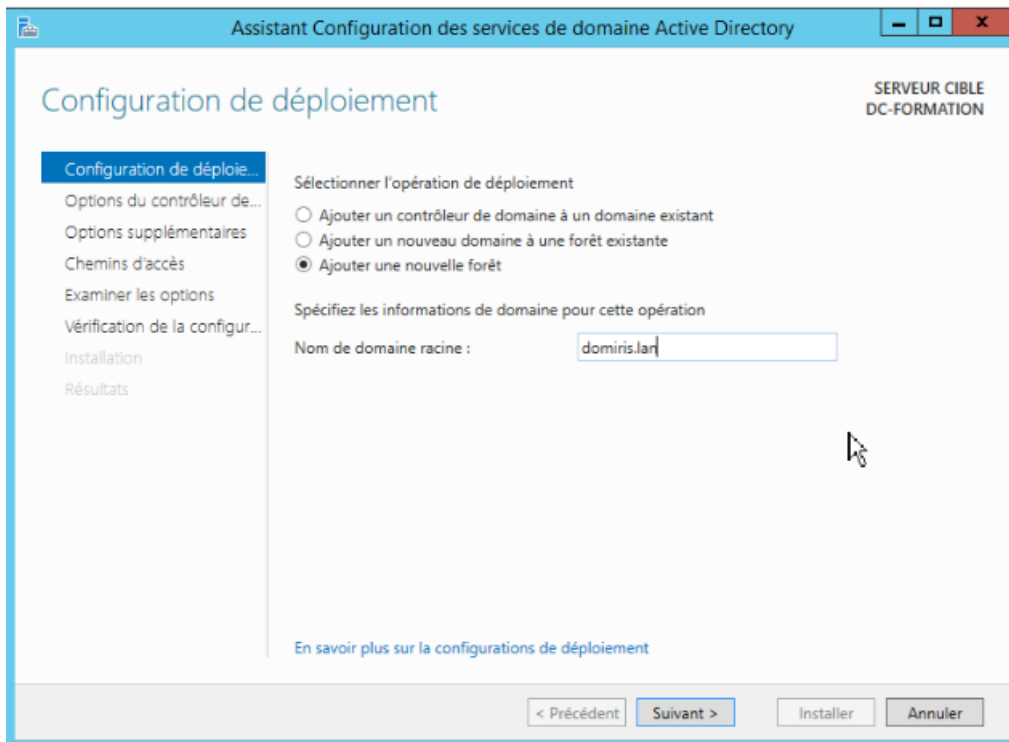 Assistant Configuration des services de domaine Active Directory
Configuration de déploiement
SERVEUR CIBLE
DC-FORMATION
Configuration de déploie...
Options du contrôleur de...
Options supplémentaires
Chemins d'accès
Examiner les options
Vérification de la configur...
Installation
Résultats
Sélectionner l'opération de déploiement
Ajouter un contrôleur de domaine à un domaine existant
Ajouter un nouveau domaine à une forêt existante
Ajouter une nouvelle forêt
Spécifiez les informations de domaine pour cette opération
Nom de domaine racine : domiris.lan
En savoir plus sur la configurations de déploiement
< Précédent Suivant > Installer Annuler